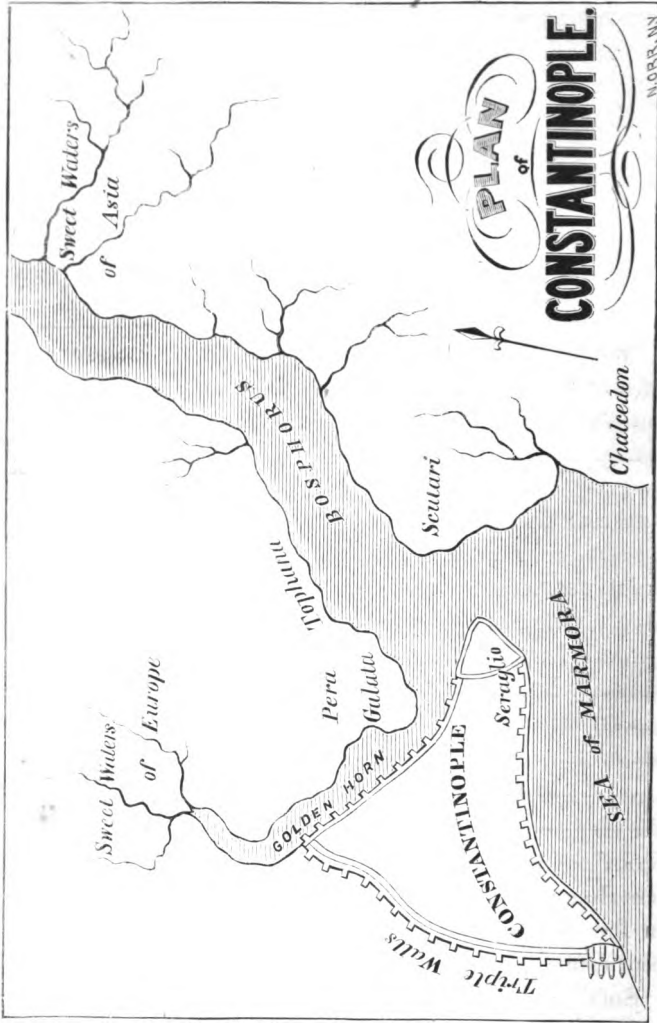 PLAN
of
CONSTANTINOPLE.
Sweet Waters
of Europe
Sweet Waters
of Asia
BOSPHORUS
Tophana
Pera
Galata
GOLDEN HORN
Scutari
Seraglio
CONSTANTINOPLE
Triple Walls
SEA of MARMORA
Chalcedon
N.ORR. NY